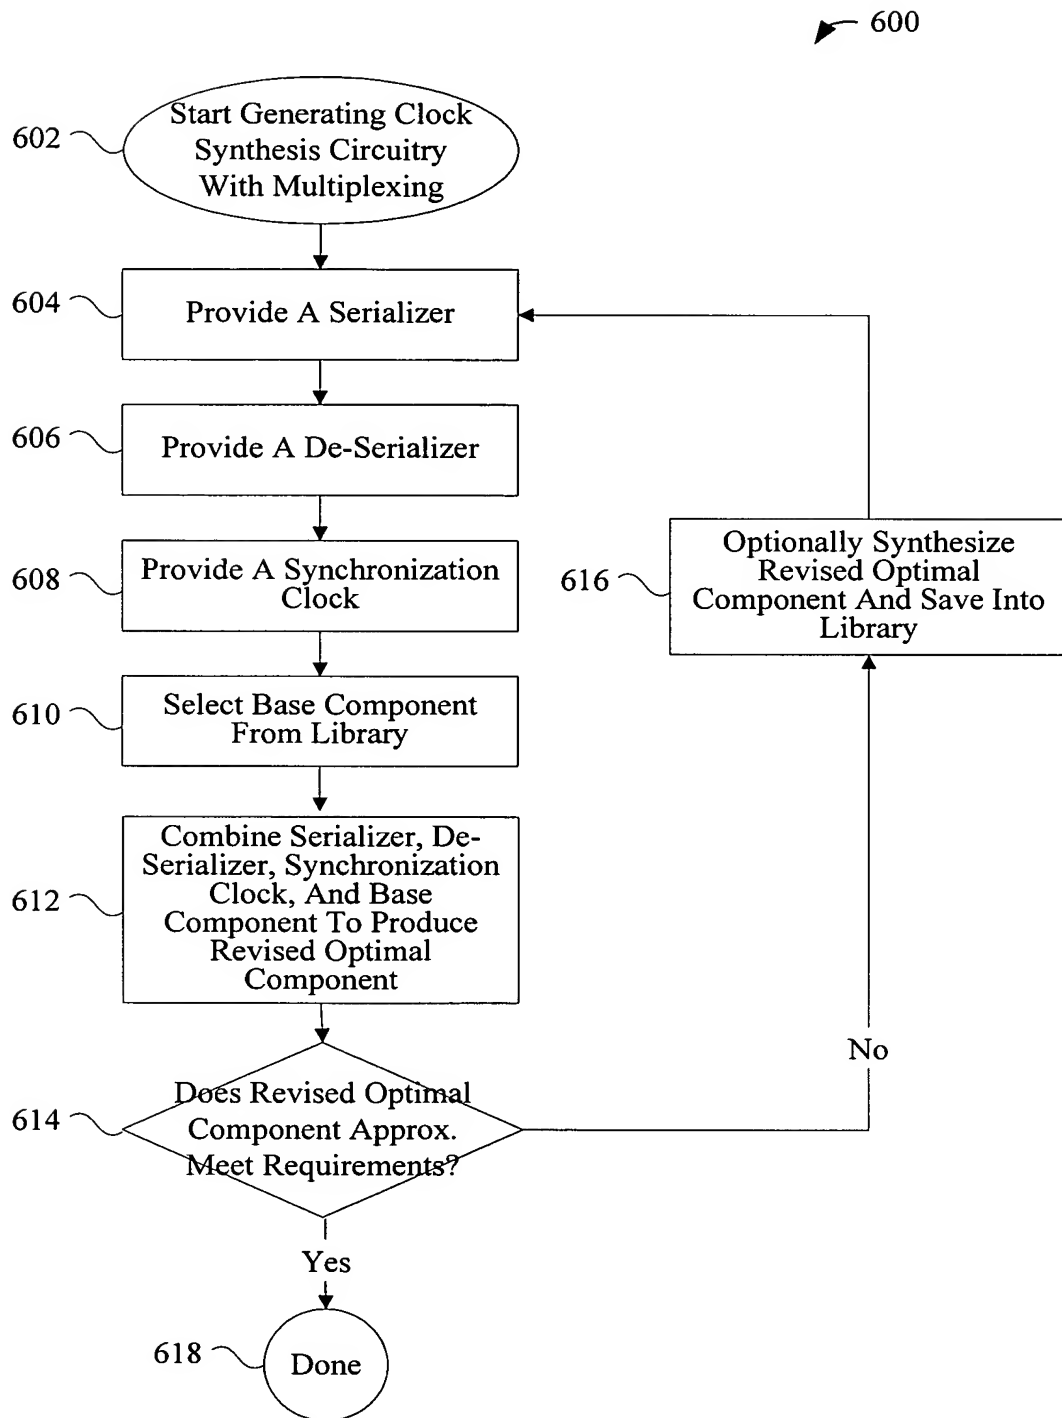 600
602
Start Generating Clock
Synthesis Circuitry
With Multiplexing
604
Provide A Serializer
606
Provide A De-Serializer
608
Provide A Synchronization
Clock
616
Optionally Synthesize
Revised Optimal
Component And Save Into
Library
610
Select Base Component
From Library
612
Combine Serializer, De-
Serializer, Synchronization
Clock, And Base
Component To Produce
Revised Optimal
Component
No
614
Does Revised Optimal
Component Approx.
Meet Requirements?
Yes
618
Done